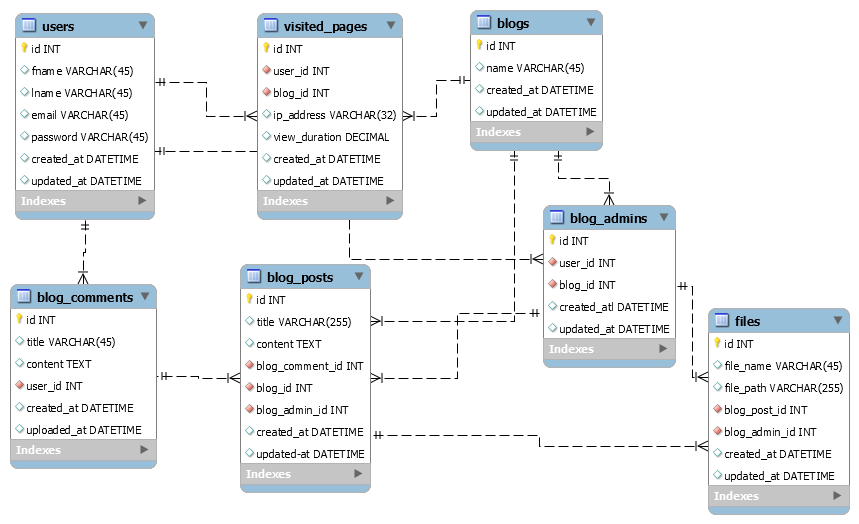 users
id INT
fname VARCHAR(45)
lname VARCHAR(45)
email VARCHAR(45)
password VARCHAR(45)
created_at DATETIME
updated_at DATETIME
Indexes
visited_pages
id INT
user_id INT
blog_id INT
ip_address VARCHAR(32)
view_duration DECIMAL
created_at DATETIME
updated_at DATETIME
Indexes
blogs
id INT
name VARCHAR(45)
created_at DATETIME
updated_at DATETIME
Indexes
blog_admins
id INT
user_id INT
blog_id INT
created_atl DATETIME
updated_at DATETIME
Indexes
blog_comments
id INT
title VARCHAR(45)
content TEXT
user_id INT
created_at DATETIME
uploaded_at DATETIME
Indexes
blog_posts
id INT
title VARCHAR(255)
content TEXT
blog_comment_id INT
blog_id INT
blog_admin_id INT
created_at DATETIME
updated-at DATETIME
Indexes
files
id INT
file_name VARCHAR(45)
file_path VARCHAR(255)
blog_post_id INT
blog_admin_id INT
created_at DATETIME
updated_at DATETIME
Indexes